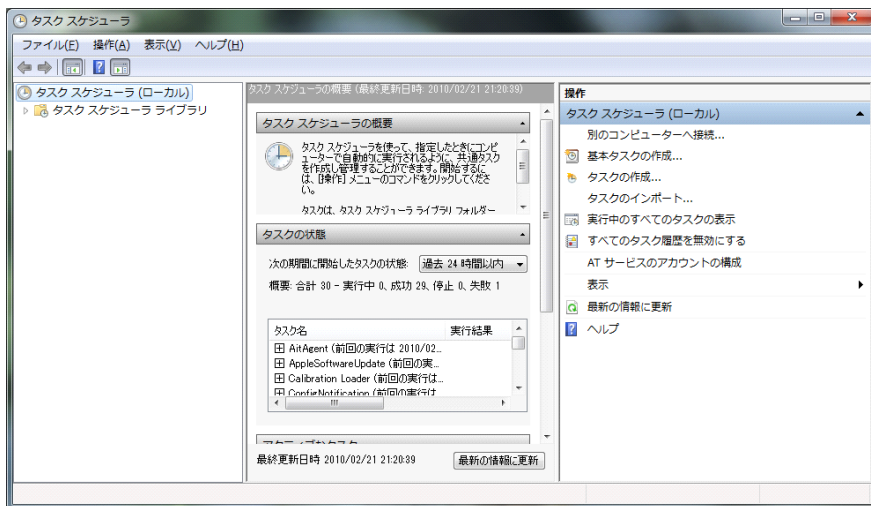 タスク スケジューラ
ファイル(F) 操作(A) 表示(V) ヘルプ(H)
タスク スケジューラ (ローカル)
タスク スケジューラ ライブラリ
タスク スケジューラの概要 (最終更新日時: 2010/02/21 21:20:39)
タスク スケジューラの概要
タスク スケジューラを使って、指定したときにコンピ
ューターで自動的に実行されるように、共通タスク
を作成し管理することができます。開始するに
は、[操作] メニューのコマンドをクリックしてくださ
い。
タスクは、タスク スケジューラ ライブラリ フォルダー
タスクの状態
次の期間に開始したタスクの状態: 過去 24 時間以内
概要: 合計 30 - 実行中 0、成功 29、停止 0、失敗 1
タスク名 実行結果
AitAgent (前回の実行は 2010/02...
AppleSoftwareUpdate (前回の実...
Calibration Loader (前回の実行は...
ConfigNotification (前回の実行は
アクティブなタスク
最終更新日時 2010/02/21 21:20:39 最新の情報に更新
操作
タスク スケジューラ (ローカル)
別のコンピューターへ接続...
基本タスクの作成...
タスクの作成...
タスクのインポート...
実行中のすべてのタスクの表示
すべてのタスク履歴を無効にする
AT サービスのアカウントの構成
表示
最新の情報に更新
ヘルプ